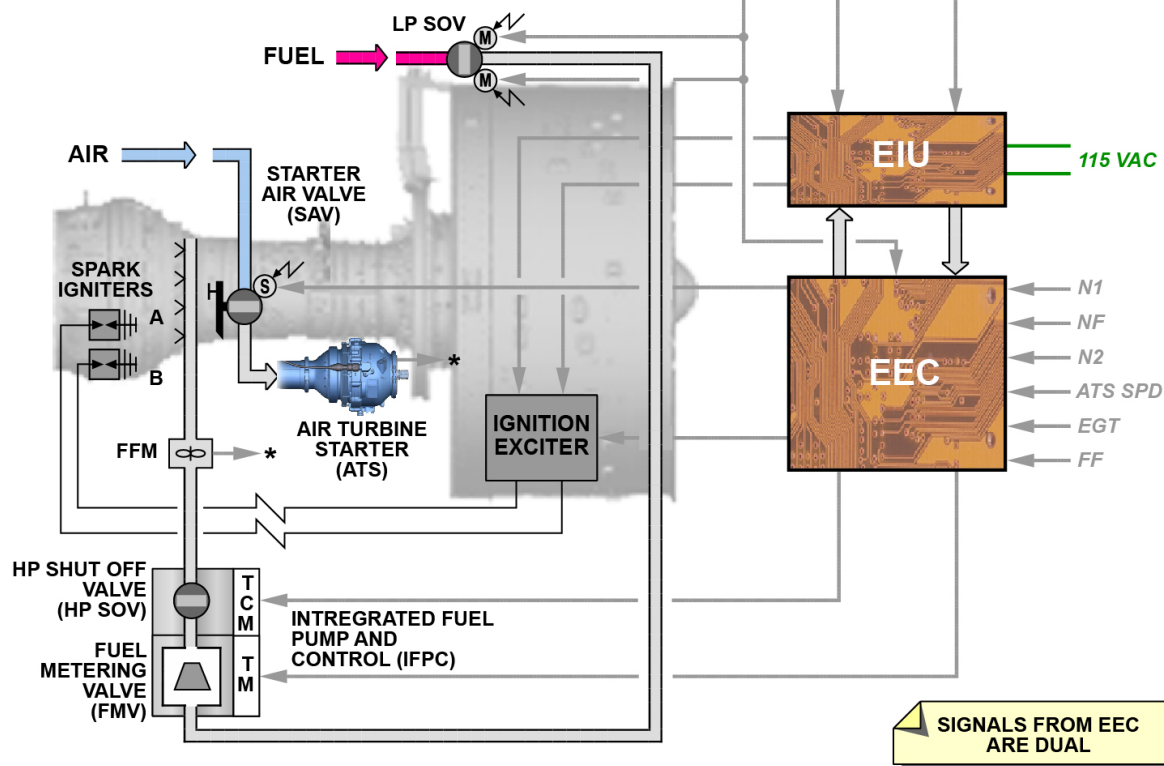 LP SOV
M
FUEL
M
AIR
EIU
115 VAC
STARTER
AIR VALVE
(SAV)
SPARK
IGNITERS
S
A
B
N1
NF
N2
EEC
ATS SPD
EGT
FF
*
AIR TURBINE
STARTER
(ATS)
IGNITION
EXCITER
FFM
*
HP SHUT OFF
VALVE
(HP SOV)
T
C
M
INTREGRATED FUEL
PUMP AND
CONTROL (IFPC)
FUEL
METERING
VALVE
(FMV)
T
M
SIGNALS FROM EEC
ARE DUAL